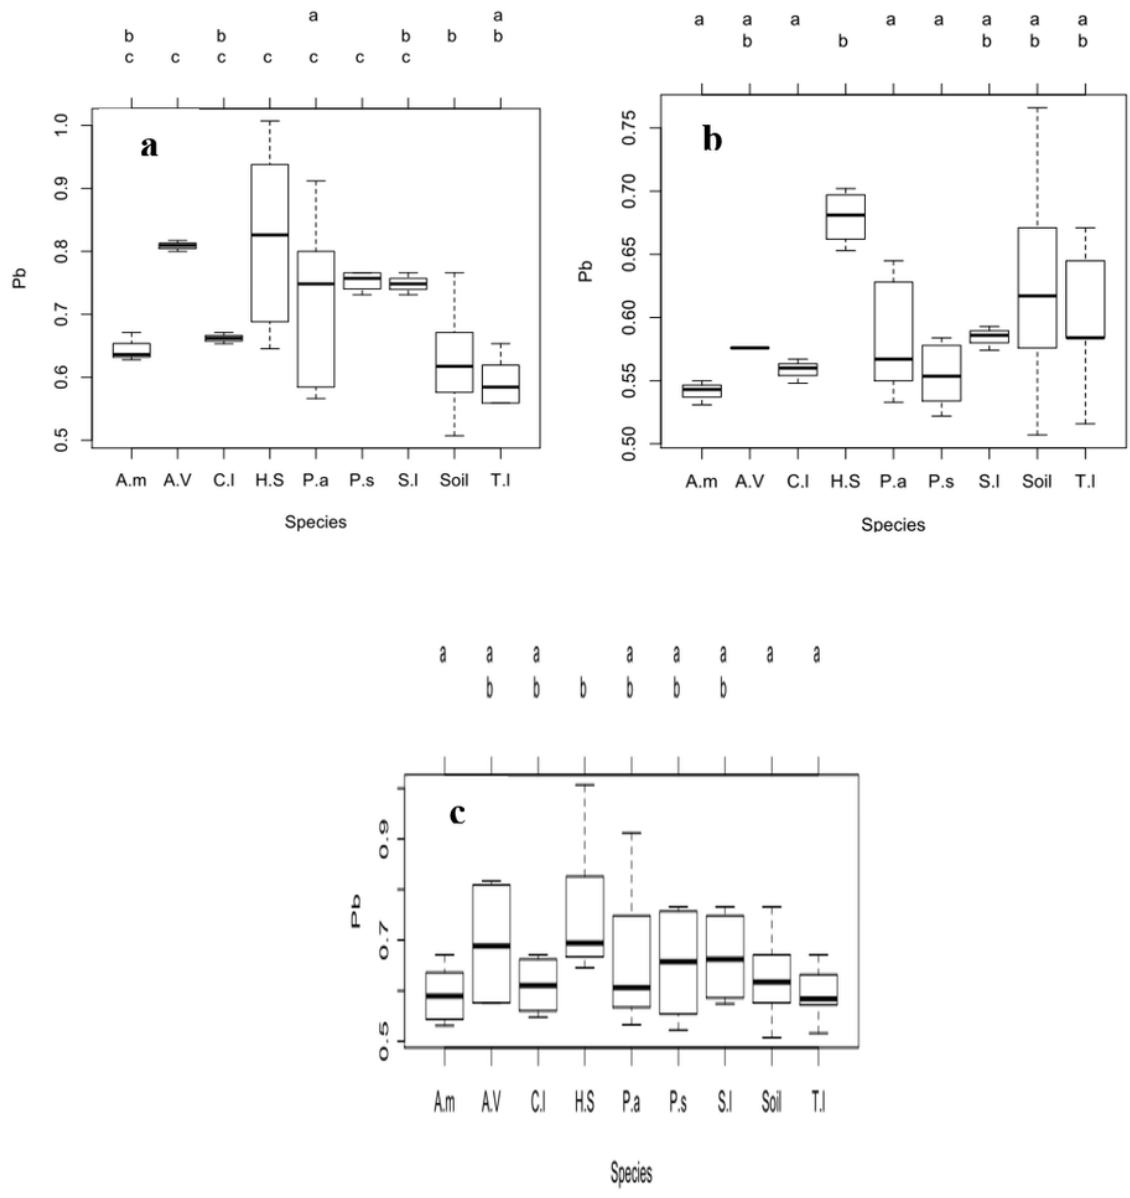 a a
b b b b b
c c c c c c c
a
1.0
0.9
0.8
0.7
0.6
0.5
Pb
A.m A.V C.l H.S P.a P.s S.l Soil T.l
Species
a a a a a a a a
b b b b b
b
0.75
0.70
0.65
0.60
0.55
0.50
Pb
A.m A.V C.l H.S P.a P.s S.l Soil T.l
Species
a a a a a a a a
b b b b b b
c
0.9
0.7
0.5
Pb
A.m A.V C.l H.S P.a P.s S.l Soil T.l
Species